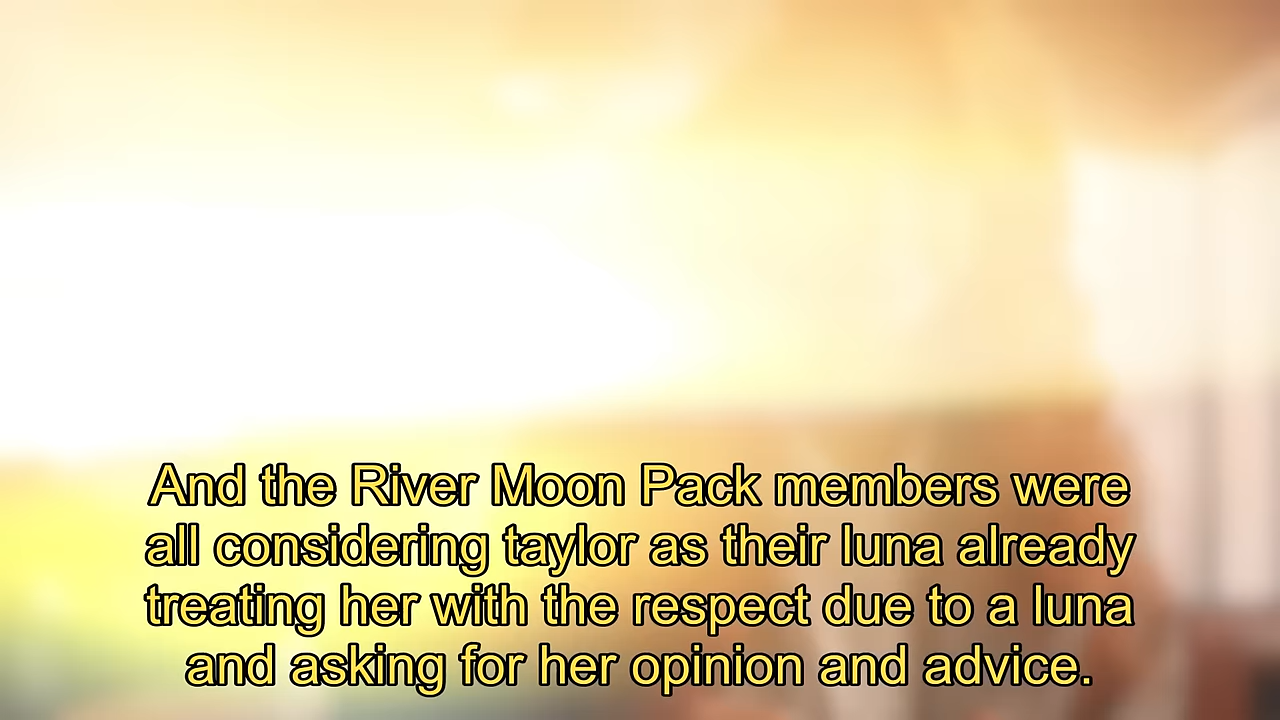 And the River Moon Pack members were
all considering taylor as their luna already
treating her with the respect due to a luna
and asking for her opinion and advice.